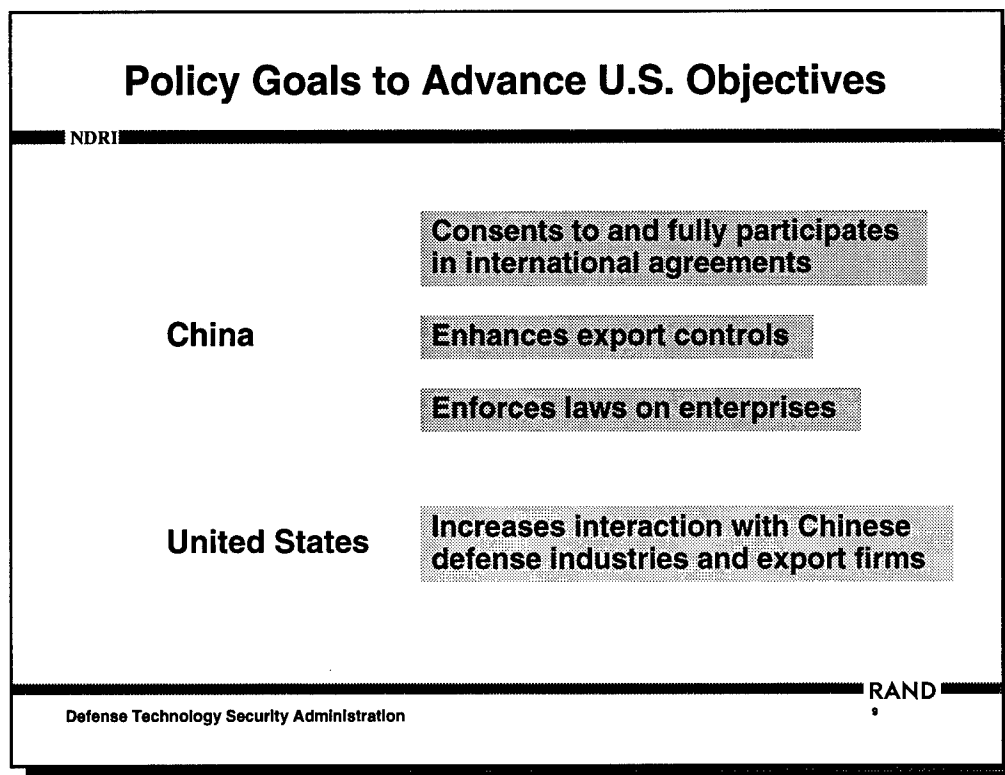 Policy Goals to Advance U.S. Objectives
NDRI
Consents to and fully participates
in international agreements
China
Enhances export controls
Enforces laws on enterprises
United States
Increases interaction with Chinese
defense industries and export firms
RAND
Defense Technology Security Administration
9